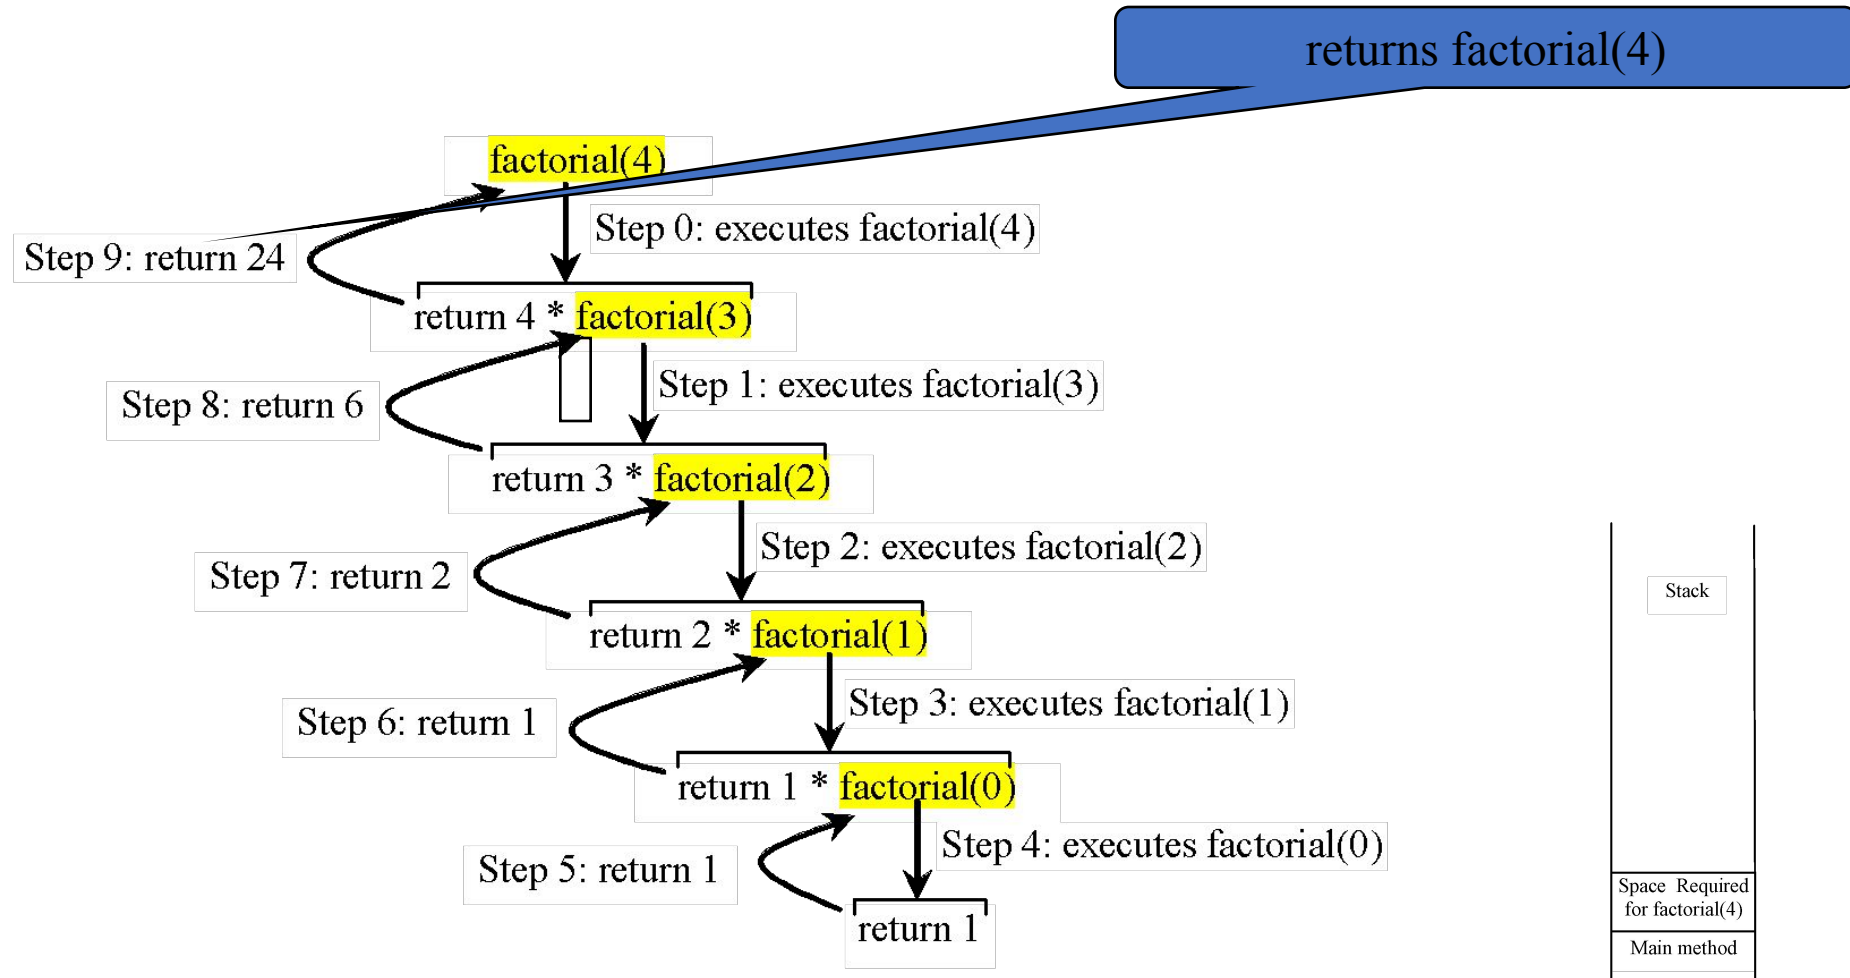 returns factorial(4)
factorial(4)
Step 0: executes factorial(4)
Step 9: return 24
return 4 * factorial(3)
Step 1: executes factorial(3)
Step 8: return 6
return 3 * factorial(2)
Step 2: executes factorial(2)
Step 7: return 2
return 2 * factorial(1)
Step 3: executes factorial(1)
Step 6: return 1
return 1 * factorial(0)
Step 4: executes factorial(0)
Step 5: return 1
return 1
Stack
Space Required
for factorial(4)
Main method